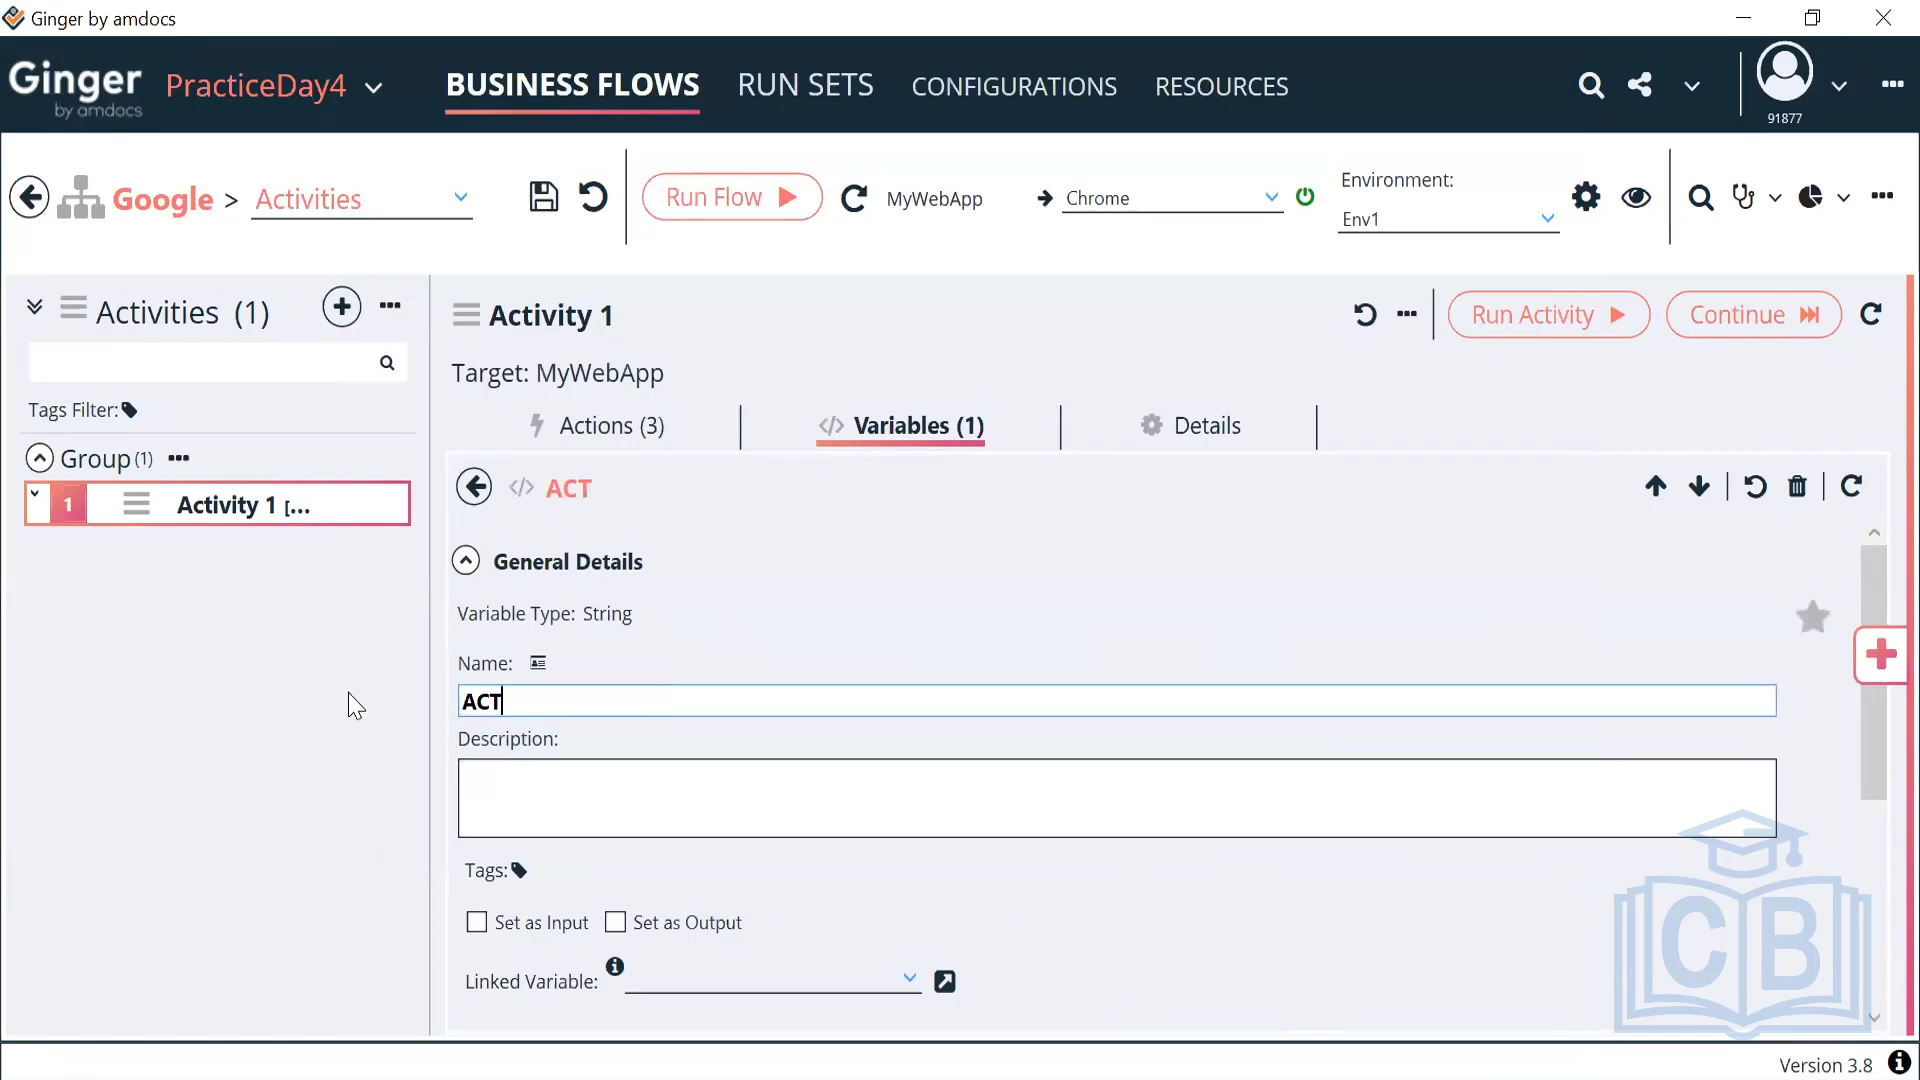 Ginger by amdocs
Ginger by amdocs
PracticeDay4
BUSINESS FLOWS
RUN SETS
CONFIGURATIONS
RESOURCES
91877
Google > Activities
Run Flow
MyWebApp
Chrome
Environment:
Env1
Activities (1)
Tags Filter:
Group (1)
1 Activity 1 [...
Activity 1
Run Activity
Continue
Target: MyWebApp
Actions (3)
Variables (1)
Details
ACT
General Details
Variable Type: String
Name:
ACT
Description:
Tags:
Set as Input
Set as Output
Linked Variable:
CB
Version 3.8